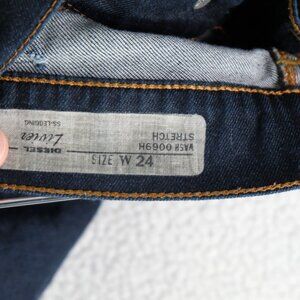 DIESEL
Livier
SS-LEGGING
WASH 0069H
STRETCH
SIZE W 24